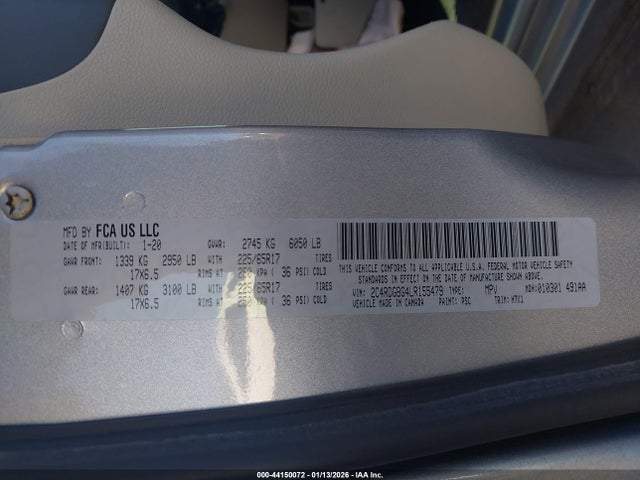 MFD BY FCA US LLC
DATE OF MFR(BUILT): 1-20 GVWR: 2745 KG 6050 LB
GAWR FRONT: 1339 KG 2950 LB WITH 225/65R17 TIRES
17X6.5 RIMS AT KPA ( 36 PSI COLD )
GAWR REAR: 1407 KG 3100 LB WITH 225/65R17 TIRES
17X6.5 RIMS AT KPA ( 36 PSI COLD )
THIS VEHICLE CONFORMS TO ALL APPLICABLE U.S.A. FEDERAL MOTOR VEHICLE SAFETY
STANDARDS IN EFFECT ON THE DATE OF MANUFACTURE SHOWN ABOVE.
VIN: 2C4RDGBG4LR155479 TYPE: MPV MDH: 010301 491AA
VEHICLE MADE IN CANADA PAINT: PSC TRIM: H7X1
000-44150072 - 01/13/2026 - IAA Inc.